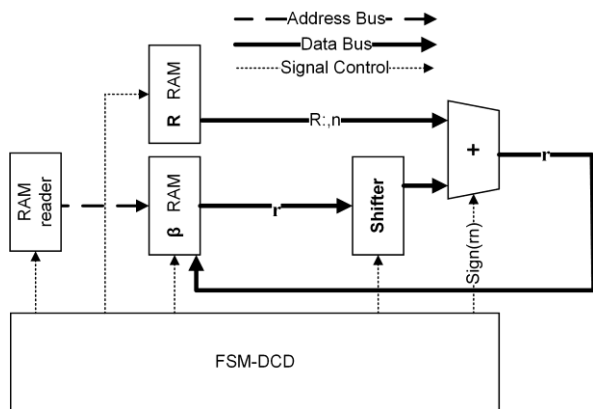 Address Bus
Data Bus
Signal Control
R RAM
R:,n
+
r
RAM reader
β RAM
r
Shifter
Sign(rn)
FSM-DCD